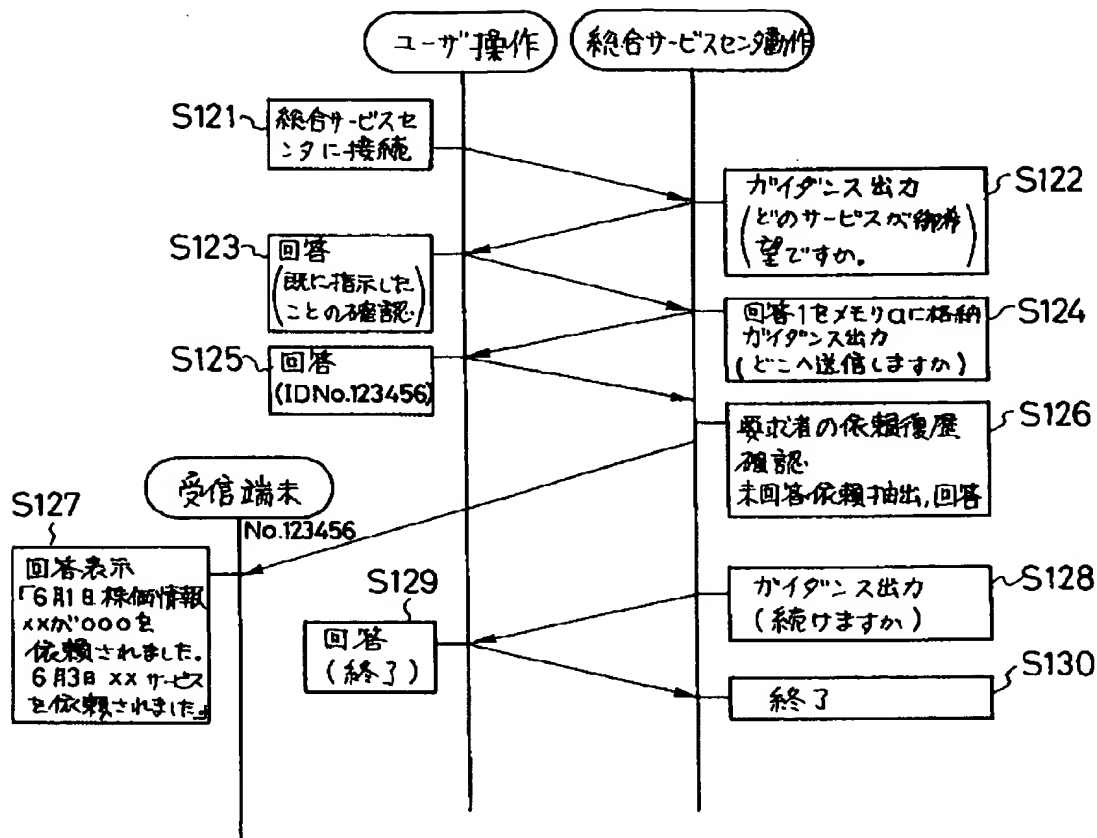 ユーザ操作
総合サービスセンタ動作
S121
総合サービスセ
ンタに接続
S122
ガイダンス出力
(どのサービスが御希
望ですか。)
S123
回答
(既に指示した
ことの確認)
S124
回答1をメモリaに格納
ガイダンス出力
(どこへ送信しますか)
S125
回答
(IDNo.123456)
S126
要求者の依頼復歴
確認
未回答依頼抽出,回答
受信端未
No.123456
S127
回答表示
「6月1日株価情報
××が○○○を
依頼されました。
6月3日××サービス
を依頼されました」
S128
ガイダンス出力
(続けますか)
S129
回答
(終了)
S130
終了